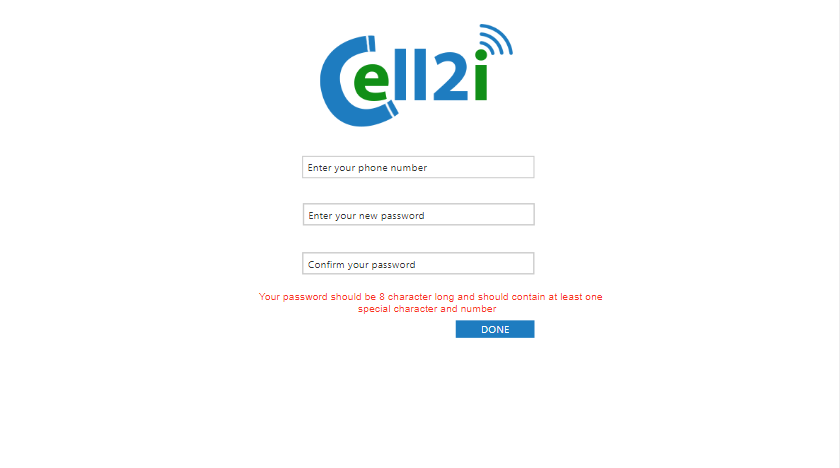 Cell2i
Enter your phone number
Enter your new password
Confirm your password
Your password should be 8 character long and should contain at least one
special character and number
DONE